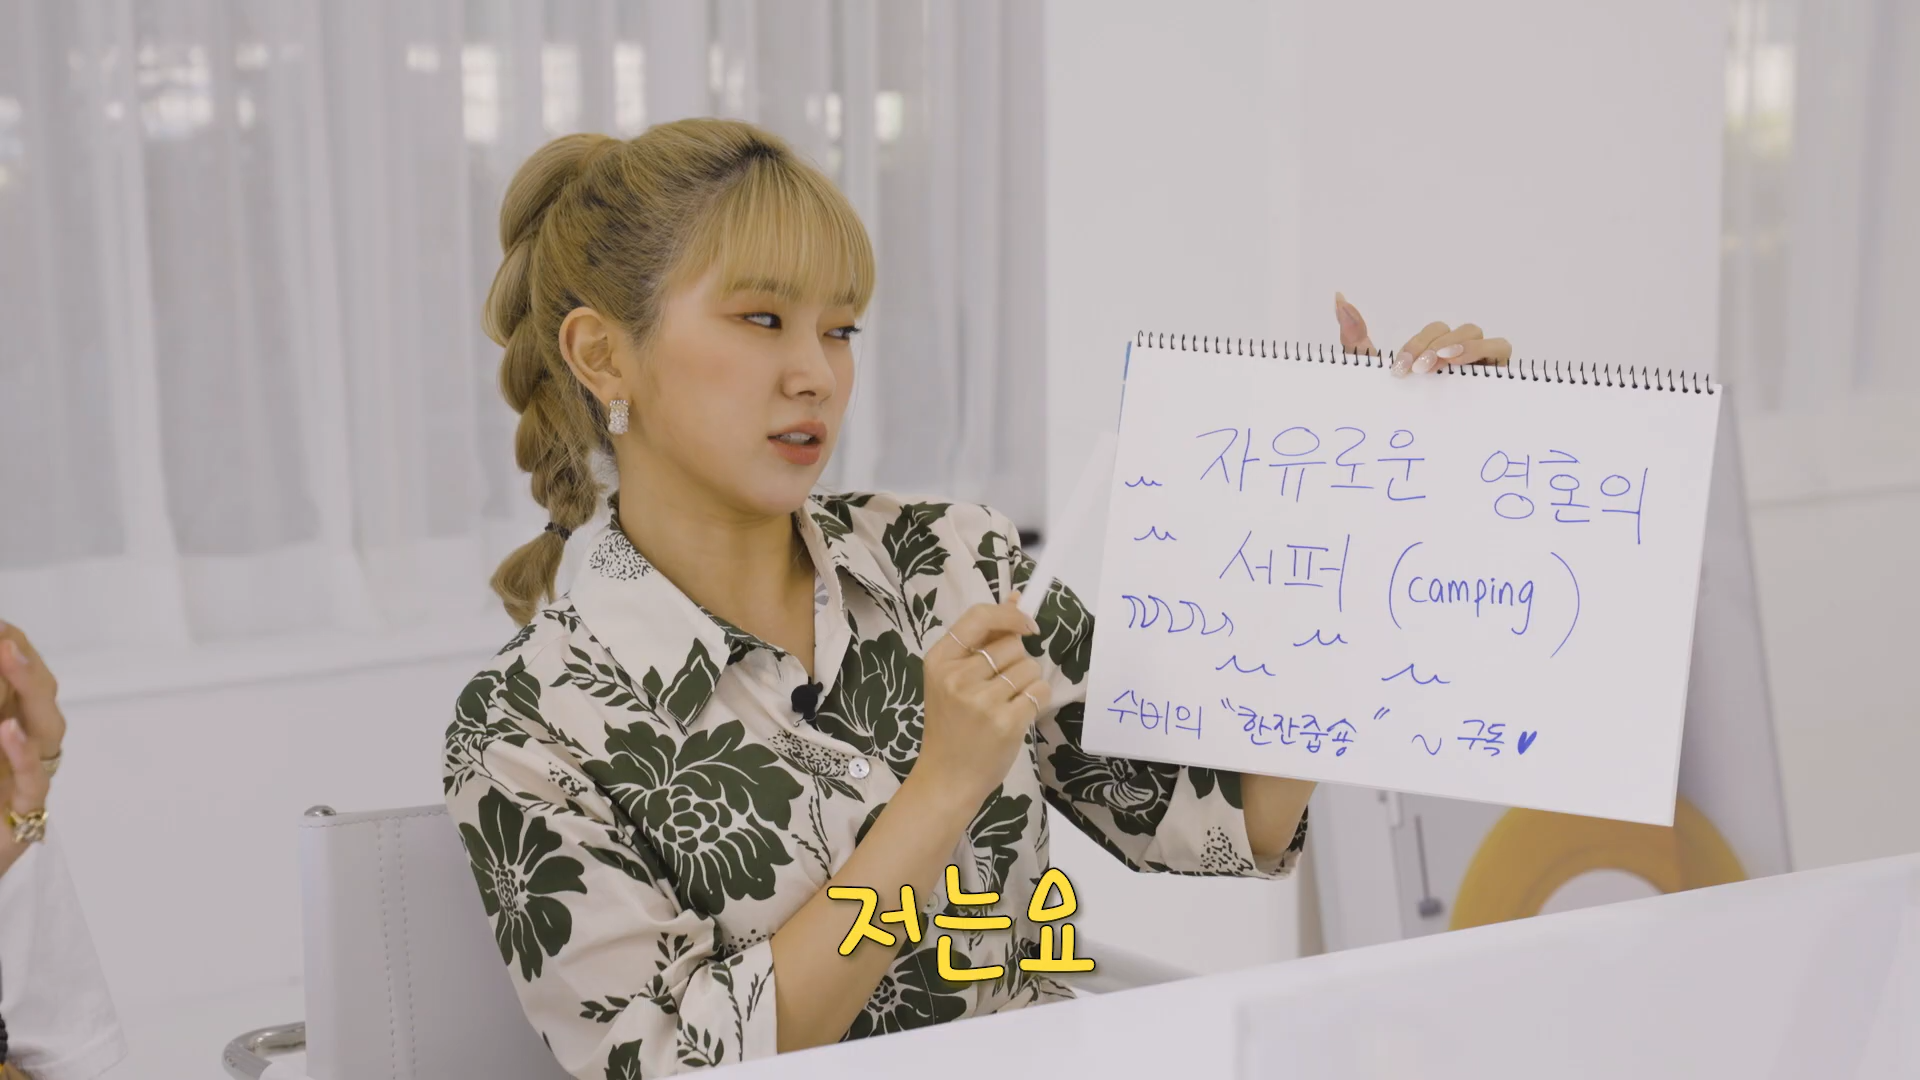 자유로운 영혼의
서퍼 (camping)
수비의 "한잔줍숑" ~ 구독♥
저는요